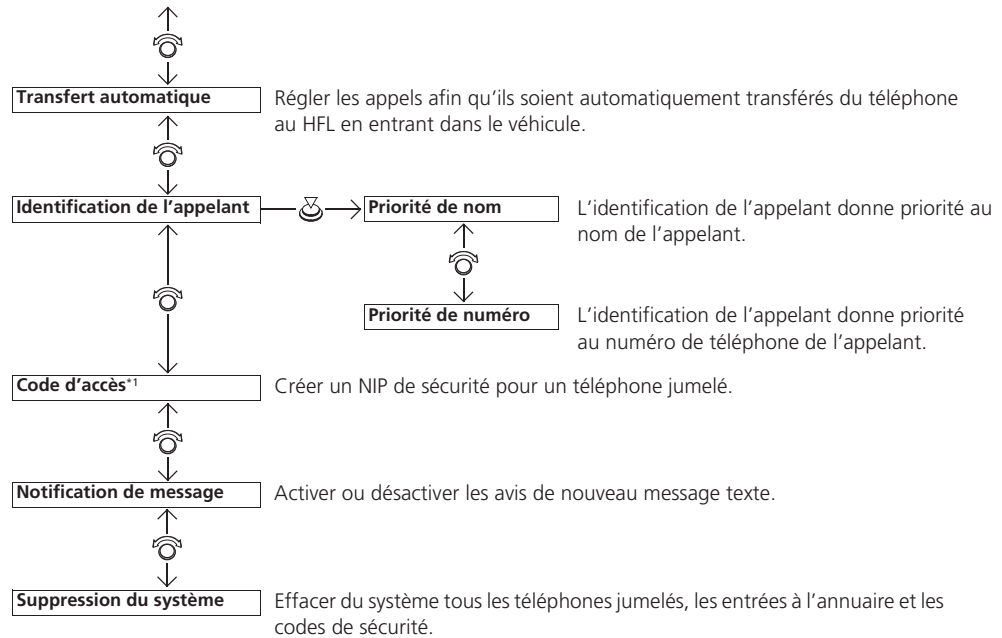 Transfert automatique
Régler les appels afin qu'ils soient automatiquement transférés du téléphone
au HFL en entrant dans le véhicule.
Identification de l'appelant
Priorité de nom
L'identification de l'appelant donne priorité au
nom de l'appelant.
Priorité de numéro
L'identification de l'appelant donne priorité
au numéro de téléphone de l'appelant.
Code d'accès*1
Créer un NIP de sécurité pour un téléphone jumelé.
Notification de message
Activer ou désactiver les avis de nouveau message texte.
Suppression du système
Effacer du système tous les téléphones jumelés, les entrées à l'annuaire et les
codes de sécurité.